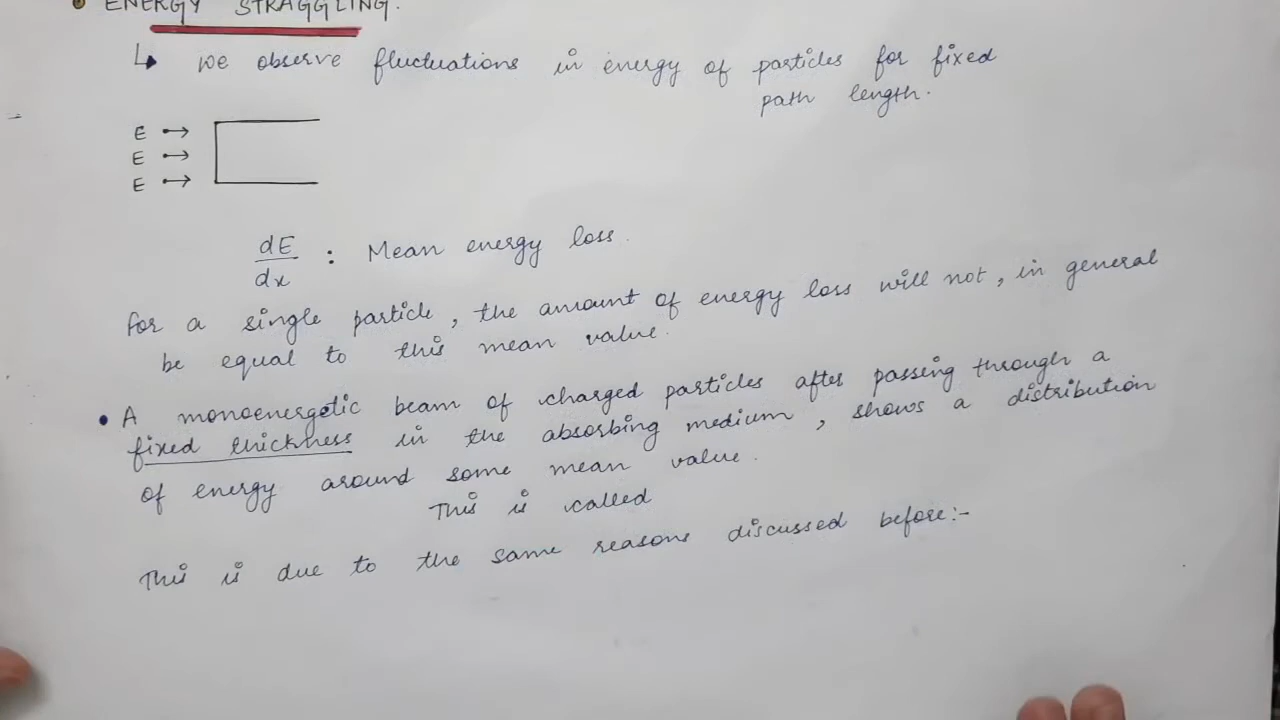 • ENERGY STRAGGLING.
↳ we observe fluctuations in energy of particles for fixed
path length.
E →
E →
E →
dE/dx : Mean energy loss.
For a single particle, the amount of energy loss will not, in general
be equal to this mean value.
• A monoenergetic beam of charged particles after passing through a
fixed thickness in the absorbing medium, shows a distribution
of energy around some mean value.
This is called
This is due to the same reasons discussed before:-